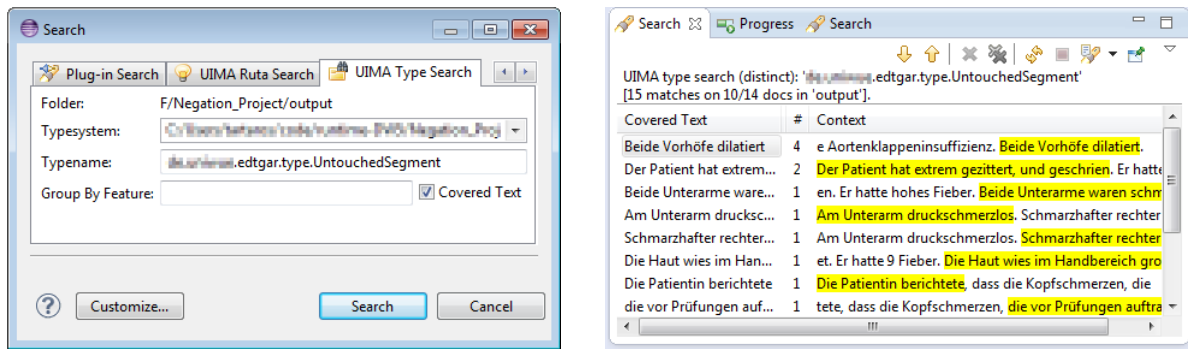 Search
Plug-in Search
UIMA Ruta Search
UIMA Type Search
Folder: F/Negation_Project/output
Typesystem:
Typename: .edtgar.type.UntouchedSegment
Group By Feature: Covered Text
Customize... Search Cancel
Search Progress Search
UIMA type search (distinct): ' .edtgar.type.UntouchedSegment'
[15 matches on 10/14 docs in 'output'].
Covered Text # Context
Beide Vorhöfe dilatiert 4 e Aortenklappeninsuffizienz. Beide Vorhöfe dilatiert.
Der Patient hat extrem... 2 Der Patient hat extrem gezittert, und geschrien. Er hatte
Beide Unterarme ware... 1 en. Er hatte hohes Fieber. Beide Unterarme waren schm
Am Unterarm drucksc... 1 Am Unterarm druckschmerzlos. Schmarzhafter rechter
Schmarzhafter rechter... 1 Am Unterarm druckschmerzlos. Schmarzhafter rechter
Die Haut wies im Han... 1 et. Er hatte 9 Fieber. Die Haut wies im Handbereich gro
Die Patientin berichtete 1 Die Patientin berichtete, dass die Kopfschmerzen, die
die vor Prüfungen auf... 1 tete, dass die Kopfschmerzen, die vor Prüfungen auftra